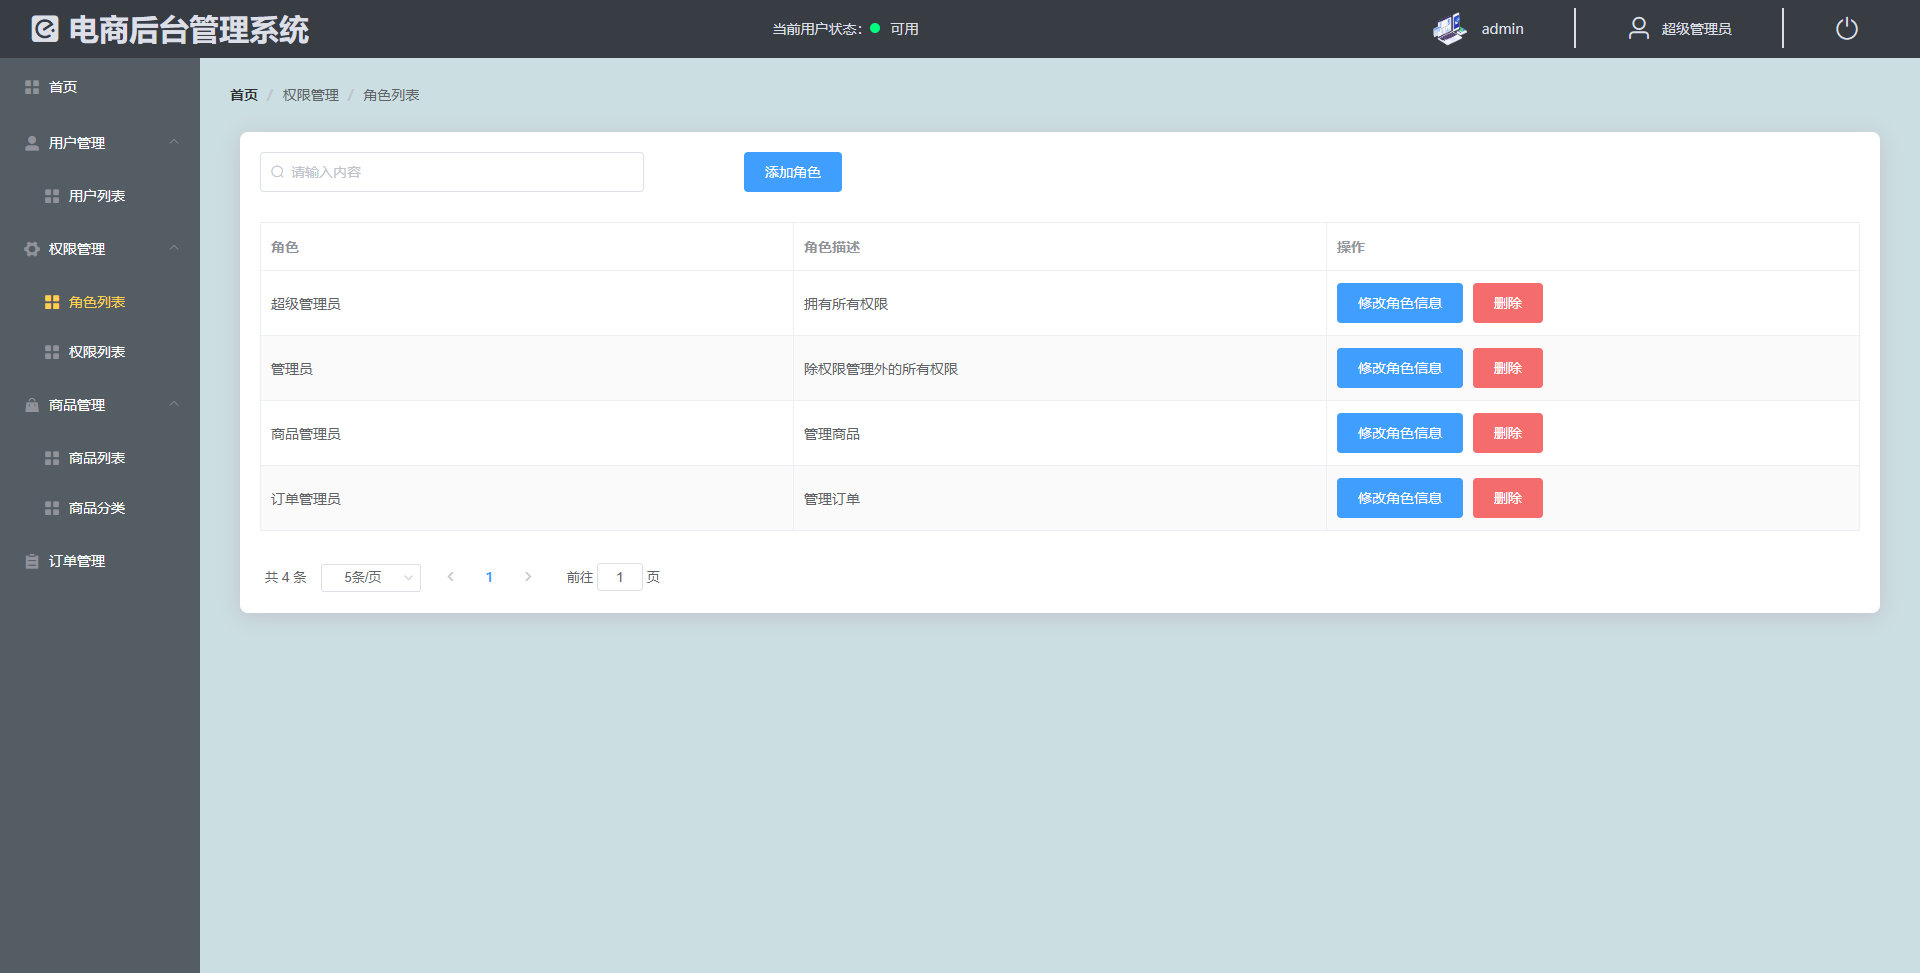 电商后台管理系统
当前用户状态: 可用
admin
超级管理员
首页
用户管理
用户列表
权限管理
角色列表
权限列表
商品管理
商品列表
商品分类
订单管理
首页 / 权限管理 / 角色列表
请输入内容
添加角色
角色 角色描述 操作
超级管理员 拥有所有权限 修改角色信息 删除
管理员 除权限管理外的所有权限 修改角色信息 删除
商品管理员 管理商品 修改角色信息 删除
订单管理员 管理订单 修改角色信息 删除
共 4 条 5条/页 1 前往 1 页